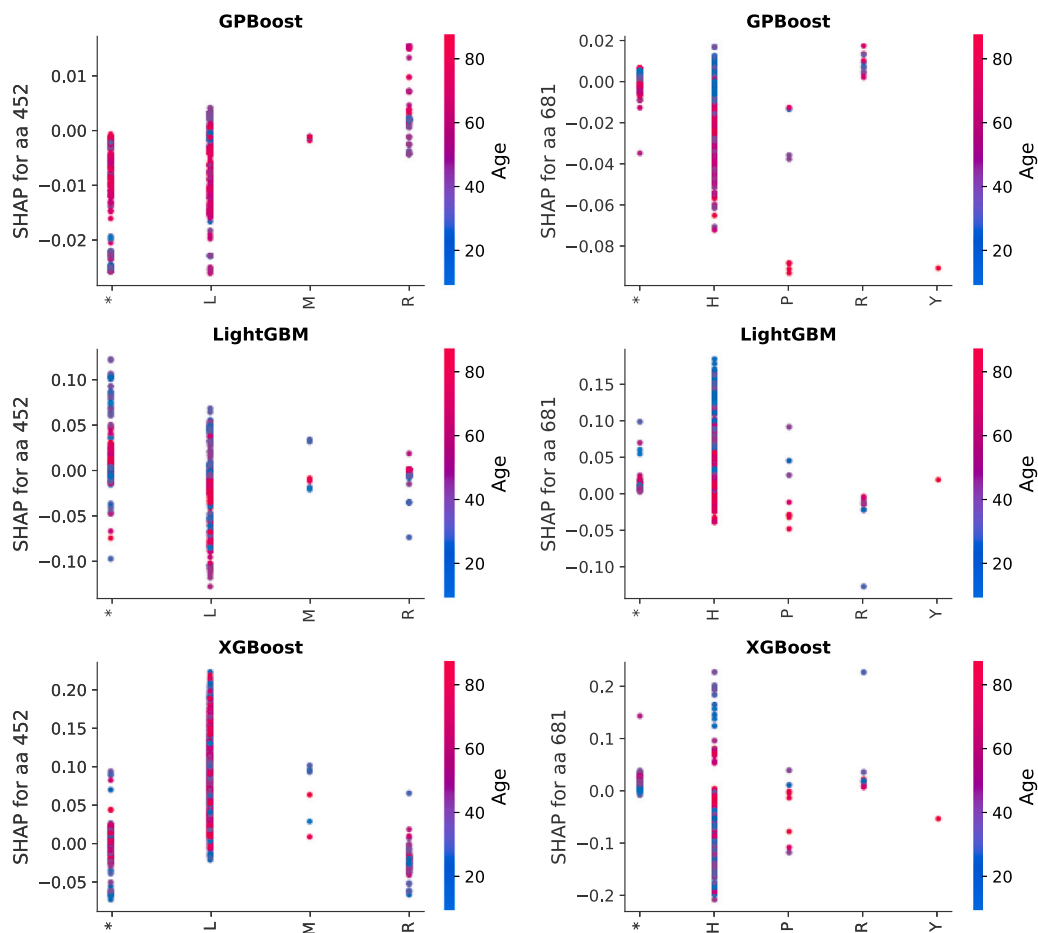 GPBoost
SHAP for aa 452
0.01
0.00
−0.01
−0.02
*
L
M
R
80
60
40
20
Age
GPBoost
SHAP for aa 681
0.02
0.00
−0.02
−0.04
−0.06
−0.08
*
H
P
R
Y
80
60
40
20
Age
LightGBM
SHAP for aa 452
0.10
0.05
0.00
−0.05
−0.10
*
L
M
R
80
60
40
20
Age
LightGBM
SHAP for aa 681
0.15
0.10
0.05
0.00
−0.05
−0.10
*
H
P
R
Y
80
60
40
20
Age
XGBoost
SHAP for aa 452
0.20
0.15
0.10
0.05
0.00
−0.05
*
L
M
R
80
60
40
20
Age
XGBoost
SHAP for aa 681
0.2
0.1
0.0
−0.1
−0.2
*
H
P
R
Y
80
60
40
20
Age